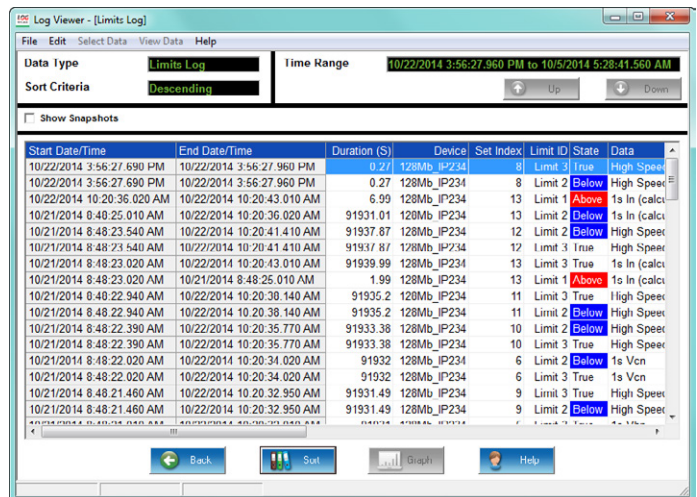 Log Viewer - [Limits Log]
File Edit Select Data View Data Help
Data Type Limits Log Time Range 10/22/2014 3:56:27.960 PM to 10/5/2014 5:28:41.560 AM
Sort Criteria Descending Up Down
Show Snapshots
Start Date/Time End Date/Time Duration (S) Device Set Index Limit ID State Data
10/22/2014 3:56:27.690 PM 10/22/2014 3:56:27.960 PM 0.27 128Mb_IP234 8 Limit 3 True High Speed
10/22/2014 3:56:27.690 PM 10/22/2014 3:56:27.960 PM 0.27 128Mb_IP234 8 Limit 2 Below High Speed
10/22/2014 10:20:36.020 AM 10/22/2014 10:20:43.010 AM 6.99 128Mb_IP234 13 Limit 1 Above 1s In (calcu
10/21/2014 8:48:25.010 AM 10/22/2014 10:20:36.020 AM 91931.01 128Mb_IP234 13 Limit 2 Below 1s In (calcu
10/21/2014 8:48:23.540 AM 10/22/2014 10:20:41.410 AM 91937.87 128Mb_IP234 12 Limit 2 Below High Speed
10/21/2014 8:48:23.540 AM 10/22/2014 10:20:41.410 AM 91937.87 128Mb_IP234 12 Limit 3 True High Speed
10/21/2014 8:48:23.020 AM 10/22/2014 10:20:43.010 AM 91939.99 128Mb_IP234 13 Limit 3 True 1s In (calcu
10/21/2014 8:48:23.020 AM 10/21/2014 8:48:25.010 AM 1.99 128Mb_IP234 13 Limit 1 Above 1s In (calcu
10/21/2014 8:48:22.940 AM 10/22/2014 10:20:38.140 AM 91935.2 128Mb_IP234 11 Limit 3 True High Speed
10/21/2014 8:48:22.940 AM 10/22/2014 10:20:38.140 AM 91935.2 128Mb_IP234 11 Limit 2 Below High Speed
10/21/2014 8:48:22.390 AM 10/22/2014 10:20:35.770 AM 91933.38 128Mb_IP234 10 Limit 2 Below High Speed
10/21/2014 8:48:22.390 AM 10/22/2014 10:20:35.770 AM 91933.38 128Mb_IP234 10 Limit 3 True High Speed
10/21/2014 8:48:22.020 AM 10/22/2014 10:20:34.020 AM 91932 128Mb_IP234 6 Limit 2 Below 1s Vcn
10/21/2014 8:48:22.020 AM 10/22/2014 10:20:34.020 AM 91932 128Mb_IP234 6 Limit 3 True 1s Vcn
10/21/2014 8:48:21.460 AM 10/22/2014 10:20:32.950 AM 91931.49 128Mb_IP234 9 Limit 3 True High Speed
10/21/2014 8:48:21.460 AM 10/22/2014 10:20:32.950 AM 91931.49 128Mb_IP234 9 Limit 2 Below High Speed
Back Sort Graph Help